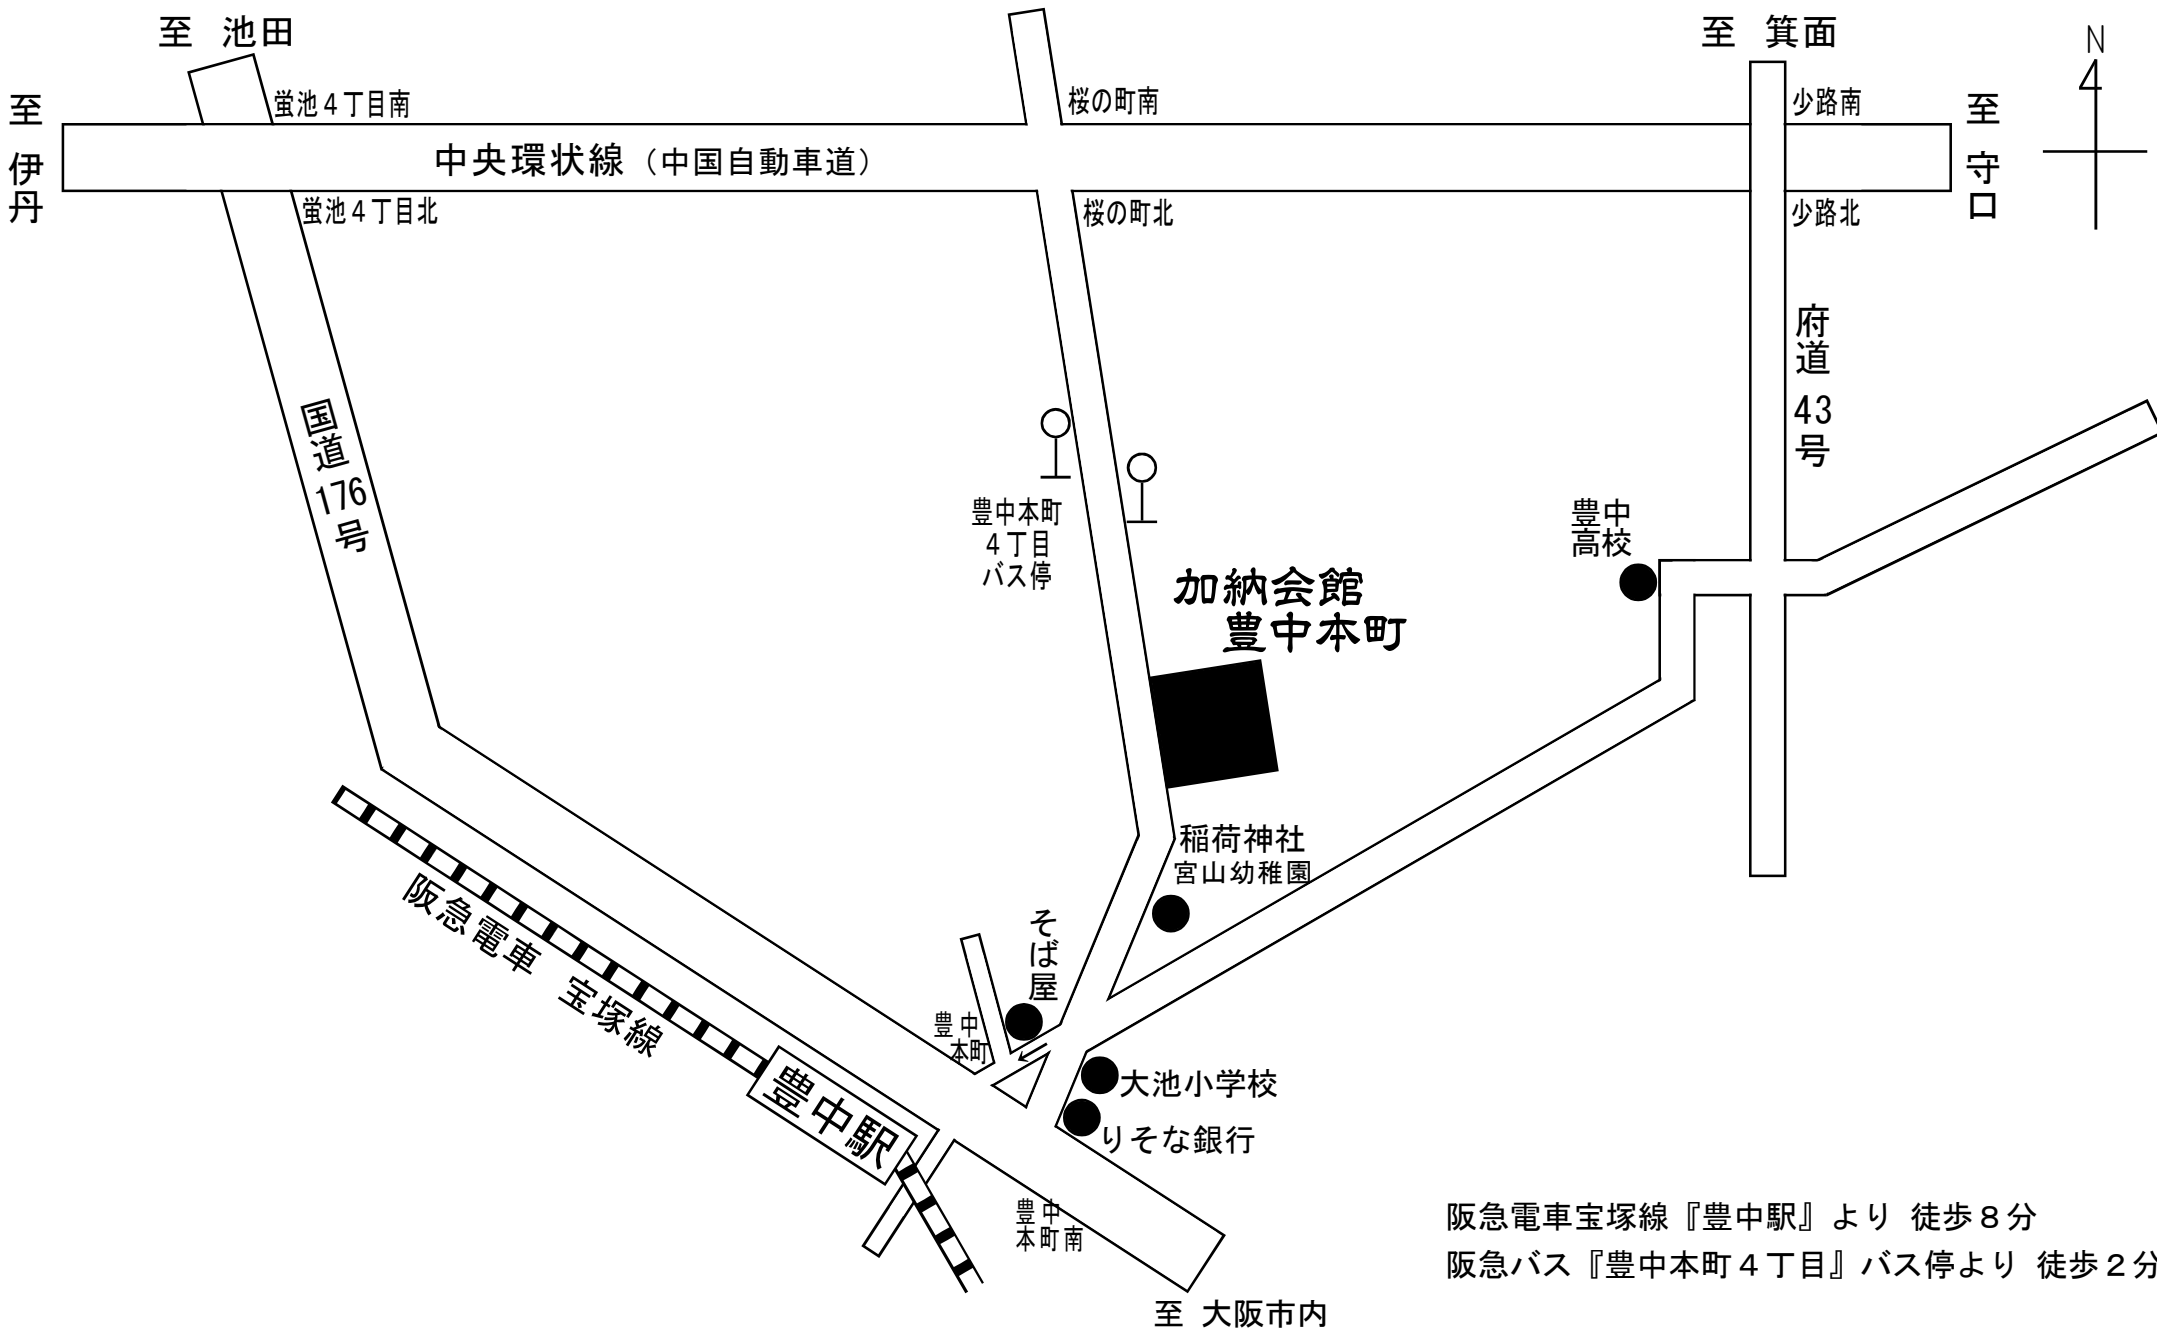 至 池田
至 箕面
N
至 伊丹
蛍池４丁目南
桜の町南
少路南
至 守口
中央環状線（中国自動車道）
蛍池４丁目北
桜の町北
少路北
府道43号
国道176号
豊中本町
４丁目
バス停
豊中
高校
加納会館
豊中本町
稲荷神社
宮山幼稚園
阪急電車 宝塚線
そば屋
豊中
本町
大池小学校
豊中駅
りそな銀行
豊中
本町南
阪急電車宝塚線『豊中駅』より 徒歩８分
阪急バス『豊中本町４丁目』バス停より 徒歩２分
至 大阪市内